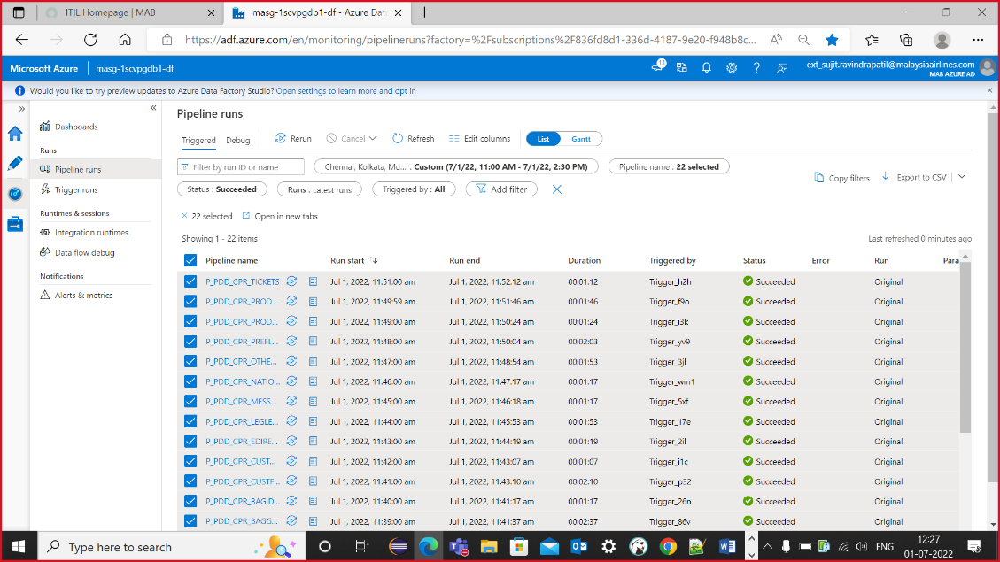 ITIL Homepage | MAB
masg-1scvpgdb1-df - Azure Dat
https://adf.azure.com/en/monitoring/pipelineruns?factory=%2Fsubscriptions%2F836fd8d1-336d-4187-9e20-f948b8c...
Microsoft Azure masg-1scvpgdb1-df
13
ext_sujit.ravindrapatil@malaysiaairlines.com
MAB AZURE AD
Would you like to try preview updates to Azure Data Factory Studio? Open settings to learn more and opt in
Dashboards
Runs
Pipeline runs
Trigger runs
Runtimes & sessions
Integration runtimes
Data flow debug
Notifications
Alerts & metrics
Pipeline runs
Triggered Debug Rerun Cancel Refresh Edit columns List Gantt
Filter by run ID or name Chennai, Kolkata, Mu... : Custom (7/1/22, 11:00 AM - 7/1/22, 2:30 PM) Pipeline name : 22 selected
Status : Succeeded Runs : Latest runs Triggered by : All Add filter
Copy filters Export to CSV
22 selected Open in new tabs
Showing 1 - 22 items Last refreshed 0 minutes ago
Pipeline name Run start Run end Duration Triggered by Status Error Run Para
P_PDD_CPR_TICKETS Jul 1, 2022, 11:51:00 am Jul 1, 2022, 11:52:12 am 00:01:12 Trigger_h2h Succeeded Original
P_PDD_CPR_PROD... Jul 1, 2022, 11:49:59 am Jul 1, 2022, 11:51:46 am 00:01:46 Trigger_f9o Succeeded Original
P_PDD_CPR_PROD... Jul 1, 2022, 11:49:00 am Jul 1, 2022, 11:50:24 am 00:01:24 Trigger_i3k Succeeded Original
P_PDD_CPR_PREFL... Jul 1, 2022, 11:48:00 am Jul 1, 2022, 11:50:04 am 00:02:03 Trigger_yv9 Succeeded Original
P_PDD_CPR_OTHE... Jul 1, 2022, 11:47:00 am Jul 1, 2022, 11:48:54 am 00:01:53 Trigger_3jl Succeeded Original
P_PDD_CPR_NATIO... Jul 1, 2022, 11:46:00 am Jul 1, 2022, 11:47:17 am 00:01:17 Trigger_wm1 Succeeded Original
P_PDD_CPR_MESS... Jul 1, 2022, 11:45:00 am Jul 1, 2022, 11:46:18 am 00:01:17 Trigger_5xf Succeeded Original
P_PDD_CPR_LEGLE... Jul 1, 2022, 11:44:00 am Jul 1, 2022, 11:45:53 am 00:01:53 Trigger_17e Succeeded Original
P_PDD_CPR_EDIRE... Jul 1, 2022, 11:43:00 am Jul 1, 2022, 11:44:19 am 00:01:19 Trigger_2il Succeeded Original
P_PDD_CPR_CUST... Jul 1, 2022, 11:42:00 am Jul 1, 2022, 11:43:07 am 00:01:07 Trigger_i1c Succeeded Original
P_PDD_CPR_CUSTF... Jul 1, 2022, 11:41:00 am Jul 1, 2022, 11:43:10 am 00:02:10 Trigger_p32 Succeeded Original
P_PDD_CPR_BAGID... Jul 1, 2022, 11:40:00 am Jul 1, 2022, 11:41:17 am 00:01:17 Trigger_26n Succeeded Original
P_PDD_CPR_BAGG... Jul 1, 2022, 11:39:00 am Jul 1, 2022, 11:41:37 am 00:02:37 Trigger_86v Succeeded Original
Type here to search
ENG
12:27
01-07-2022